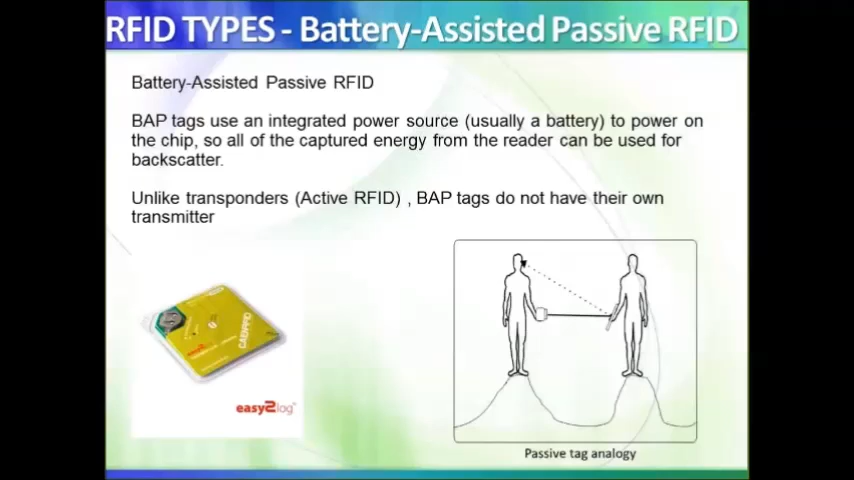 RFID TYPES - Battery-Assisted Passive RFID
Battery-Assisted Passive RFID
BAP tags use an integrated power source (usually a battery) to power on
the chip, so all of the captured energy from the reader can be used for
backscatter.
Unlike transponders (Active RFID) , BAP tags do not have their own
transmitter
CAENRFID
easy2log
Passive tag analogy